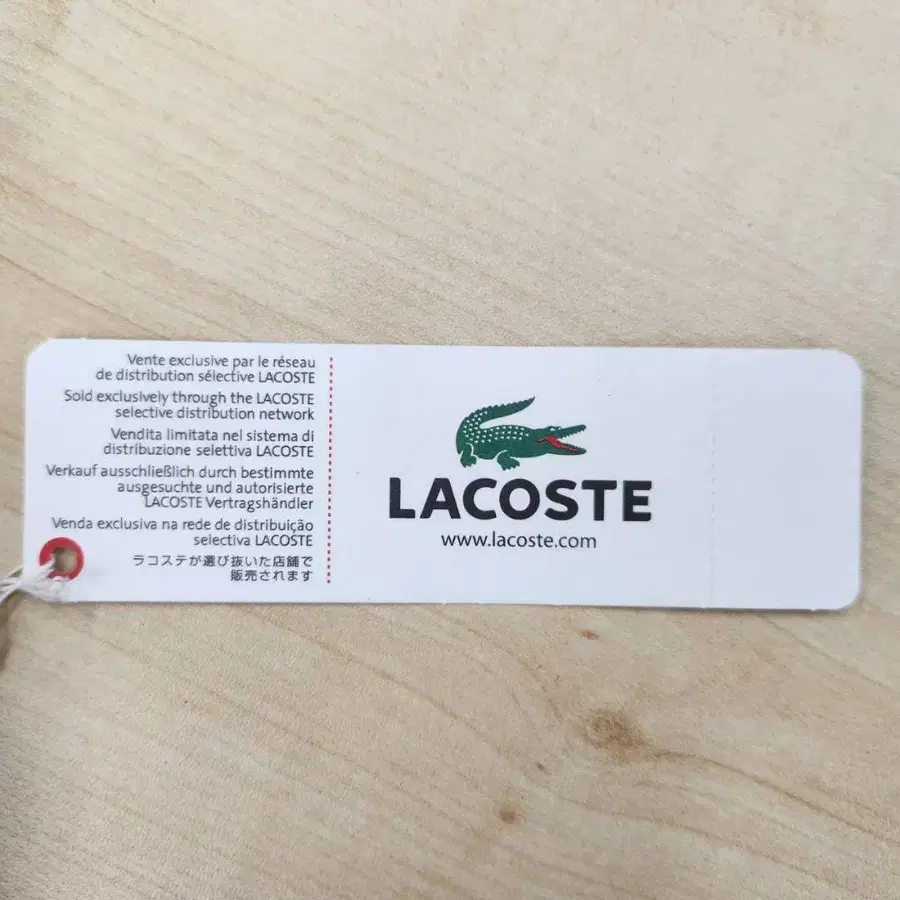 Vente exclusive par le réseau
de distribution sélective LACOSTE
Sold exclusively through the LACOSTE
selective distribution network
Vendita limitata nel sistema di
distribuzione selettiva LACOSTE
Verkauf ausschließlich durch bestimmte
ausgesuchte und autorisierte
LACOSTE Vertragshändler
Venda exclusiva na rede de distribuição
selectiva LACOSTE
ラコステが選び抜いた店舗で
販売されます
LACOSTE
www.lacoste.com